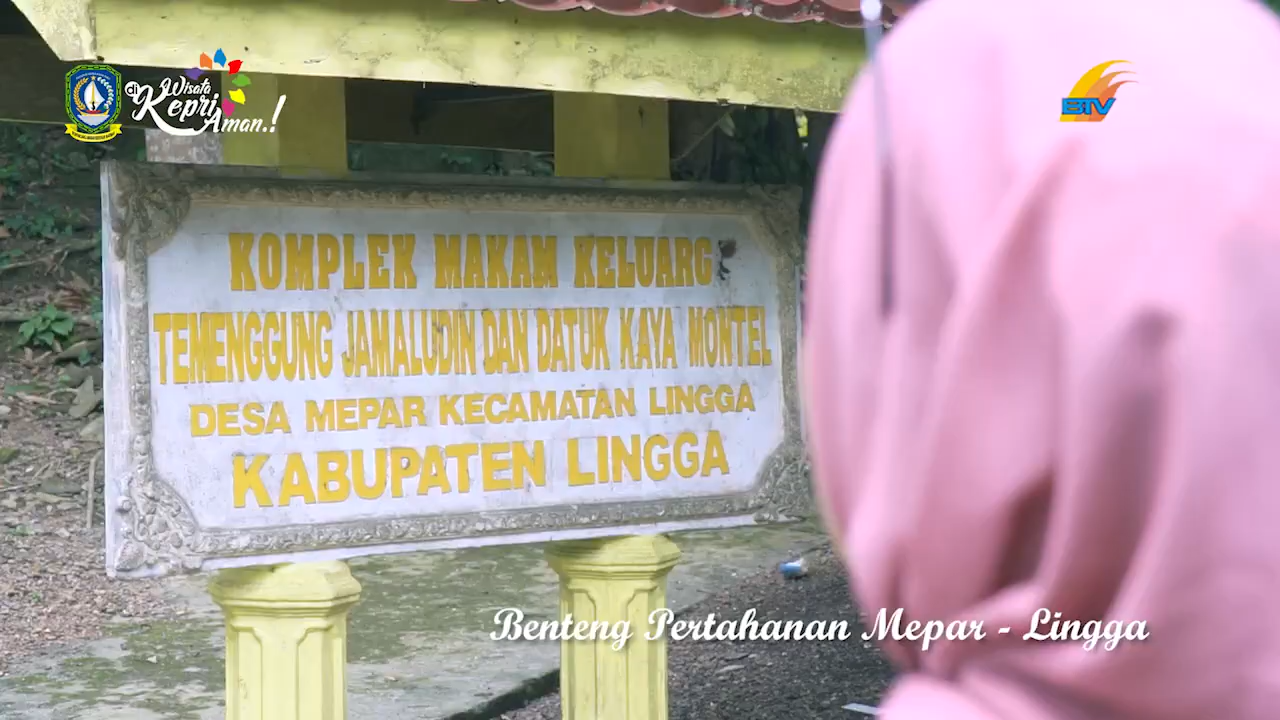 di Wisata
Kepri
Aman.!
BTV
KOMPLEK MAKAM KELUARG
TEMENGGUNG JAMALUDIN DAN DATUK KAYA MONTEL
DESA MEPAR KECAMATAN LINGGA
KABUPATEN LINGGA
Benteng Pertahanan Mepar - Lingga